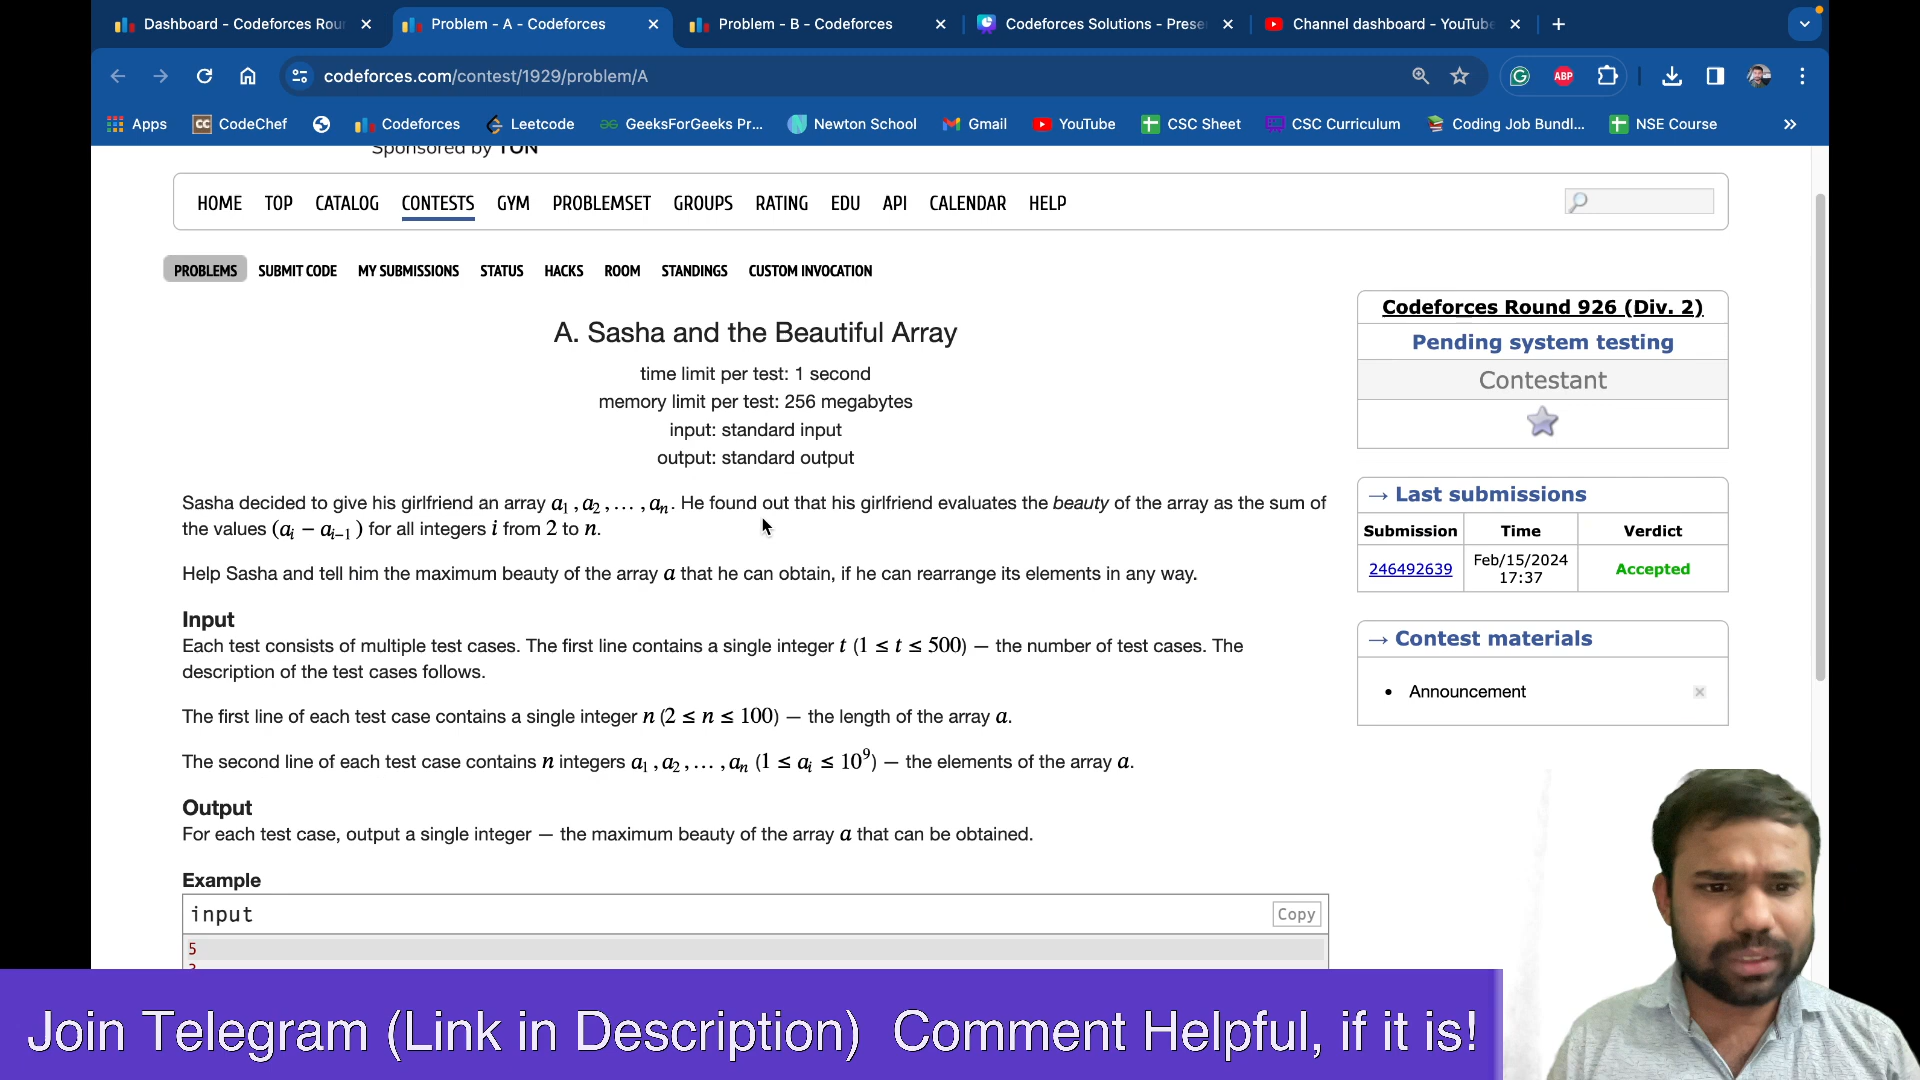 Dashboard - Codeforces Rour
Problem - A - Codeforces
Problem - B - Codeforces
Codeforces Solutions - Prese
Channel dashboard - YouTube
codeforces.com/contest/1929/problem/A
ABP
Apps
CC CodeChef
Codeforces
Leetcode
GeeksForGeeks Pr...
Newton School
Gmail
YouTube
CSC Sheet
CSC Curriculum
Coding Job Bundl...
NSE Course
Sponsored by TON
HOME TOP CATALOG CONTESTS GYM PROBLEMSET GROUPS RATING EDU API CALENDAR HELP
PROBLEMS SUBMIT CODE MY SUBMISSIONS STATUS HACKS ROOM STANDINGS CUSTOM INVOCATION
A. Sasha and the Beautiful Array
time limit per test: 1 second
memory limit per test: 256 megabytes
input: standard input
output: standard output
Sasha decided to give his girlfriend an array a₁, a₂, …, aₙ. He found out that his girlfriend evaluates the beauty of the array as the sum of
the values (aᵢ − aᵢ₋₁) for all integers i from 2 to n.
Help Sasha and tell him the maximum beauty of the array a that he can obtain, if he can rearrange its elements in any way.
Input
Each test consists of multiple test cases. The first line contains a single integer t (1 ≤ t ≤ 500) — the number of test cases. The
description of the test cases follows.
The first line of each test case contains a single integer n (2 ≤ n ≤ 100) — the length of the array a.
The second line of each test case contains n integers a₁, a₂, …, aₙ (1 ≤ aᵢ ≤ 10⁹) — the elements of the array a.
Output
For each test case, output a single integer — the maximum beauty of the array a that can be obtained.
Example
input
Copy
5
Codeforces Round 926 (Div. 2)
Pending system testing
Contestant
→ Last submissions
Submission Time Verdict
246492639 Feb/15/2024 17:37 Accepted
→ Contest materials
• Announcement
Join Telegram (Link in Description) Comment Helpful, if it is!